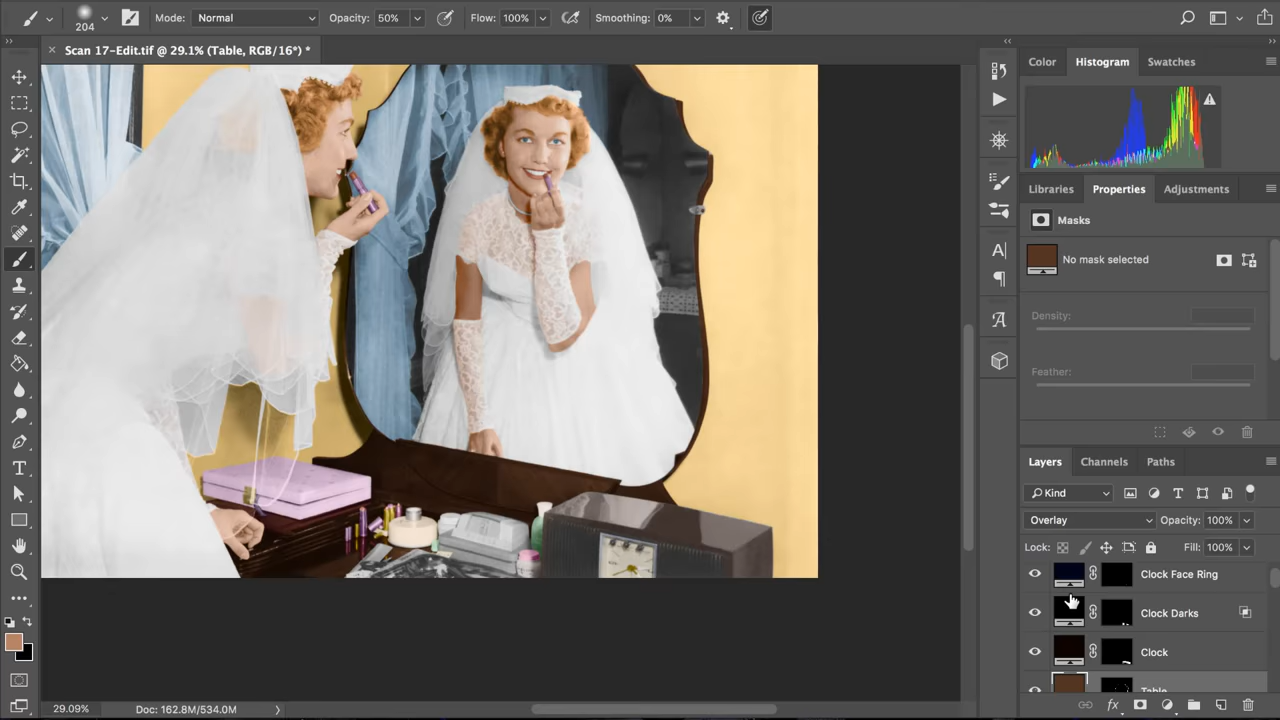 204
Mode: Normal
Opacity: 50%
Flow: 100%
Smoothing: 0%
Scan 17-Edit.tif @ 29.1% (Table, RGB/16*) *
Color
Histogram
Swatches
Libraries
Properties
Adjustments
Masks
No mask selected
Density:
Feather:
Layers
Channels
Paths
Kind
Overlay
Opacity: 100%
Lock:
Fill: 100%
Clock Face Ring
Clock Darks
Clock
Table
29.09%
Doc: 162.8M/534.0M